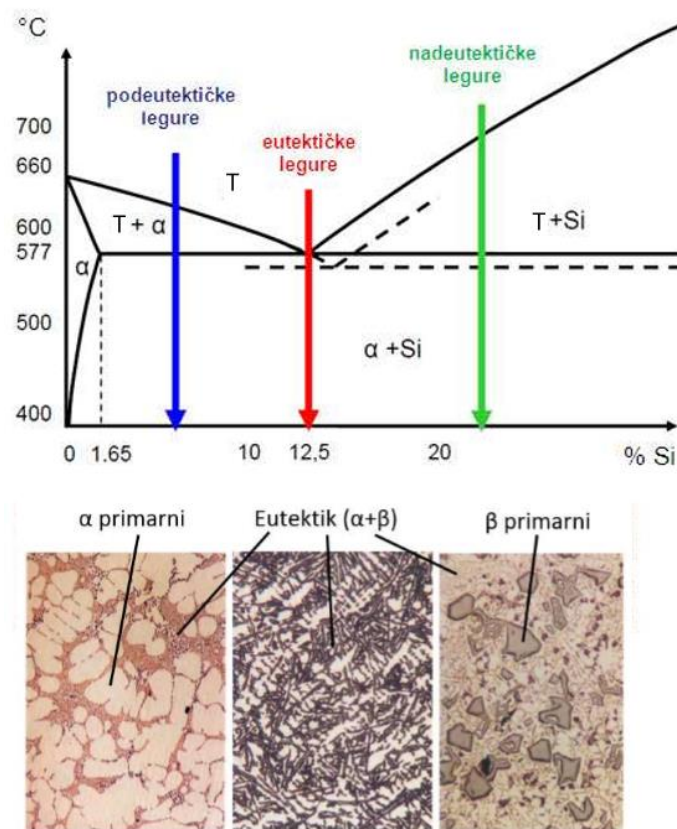 °C
nadeutektičke
legure
podeutektičke
legure
eutektičke
legure
700
660
T
600
T + α
T+Si
577
α
500
α +Si
400
0 1.65 10 12,5 20 % Si
α primarni Eutektik (α+β) β primarni